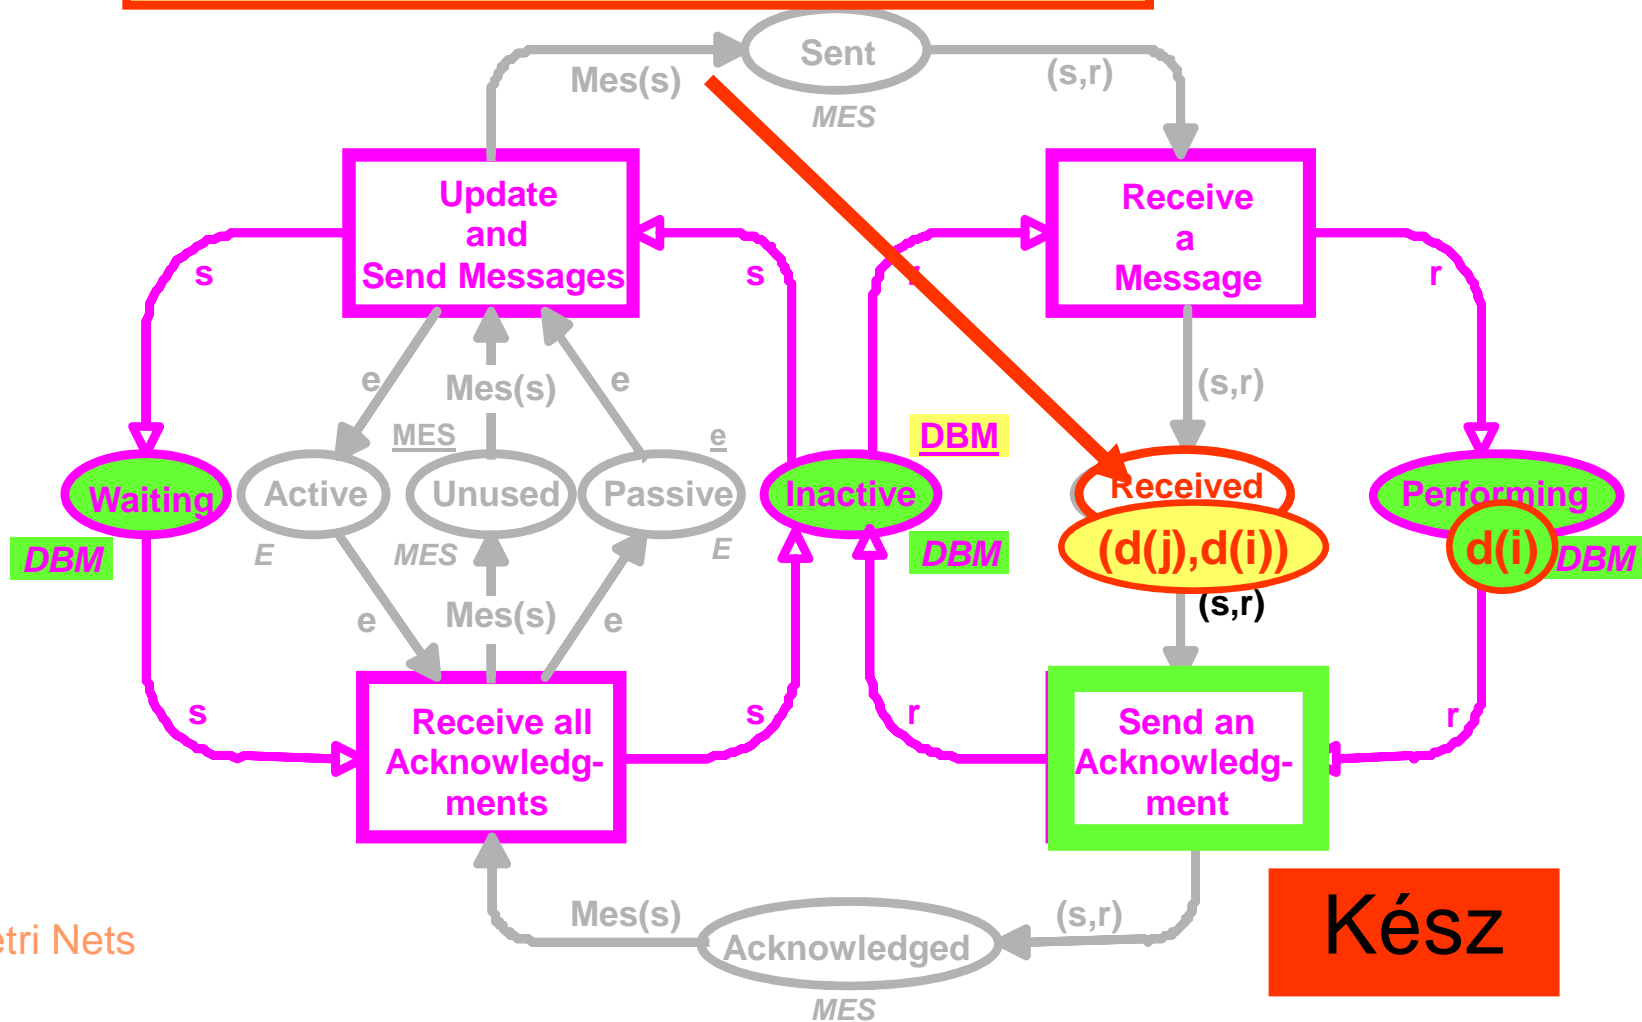 Sent
Mes(s)
(s,r)
MES
Update
and
Send Messages
Receive
a
Message
s
s
r
r
e
Mes(s)
e
(s,r)
MES
e
DBM
Waiting
Active
Unused
Passive
Inactive
Received
Performing
DBM
E
MES
E
DBM
(d(j),d(i))
d(i)
DBM
e
Mes(s)
e
(s,r)
s
Receive all
Acknowledg-
ments
s
r
Send an
Acknowledg-
ment
r
Mes(s)
Acknowledged
(s,r)
MES
Kész
etri Nets